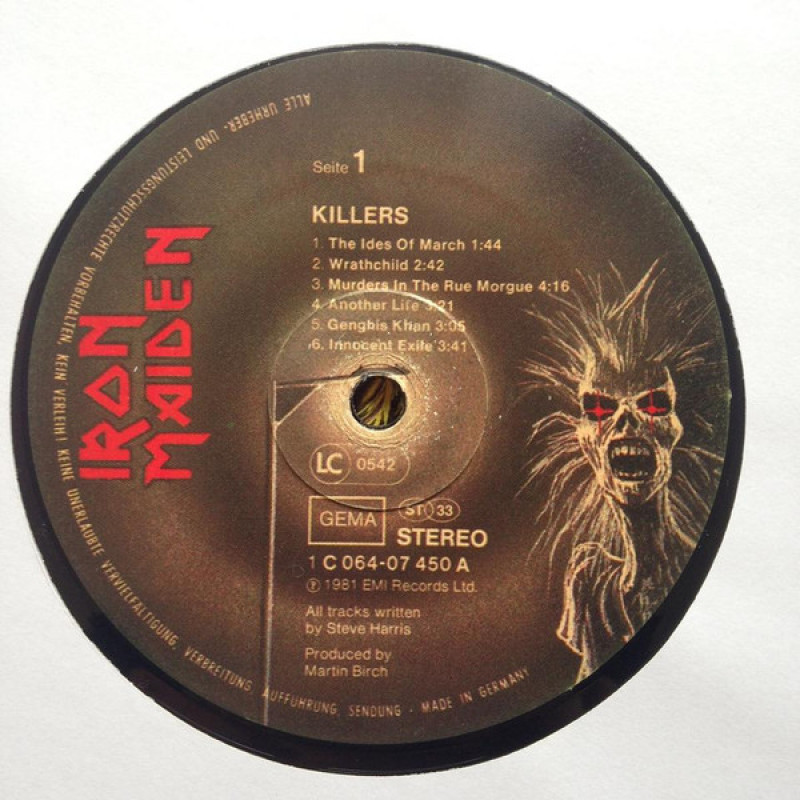 Seite 1
KILLERS
1. The Ides Of March 1:44
2. Wrathchild 2:42
3. Murders In The Rue Morgue 4:16
4. Another Life 3:21
5. Genghis Khan 3:05
6. Innocent Exile 3:41
IRON
MAIDEN
LC 0542
GEMA
ST 33
STEREO
1 C 064-07 450 A
Ⓟ 1981 EMI Records Ltd.
All tracks written
by Steve Harris
Produced by
Martin Birch
ALLE URHEBER- UND LEISTUNGSSCHUTZRECHTE VORBEHALTEN. KEIN VERLEIH! KEINE UNERLAUBTE VERVIELFÄLTIGUNG, VERBREITUNG, AUFFÜHRUNG, SENDUNG - MADE IN GERMANY